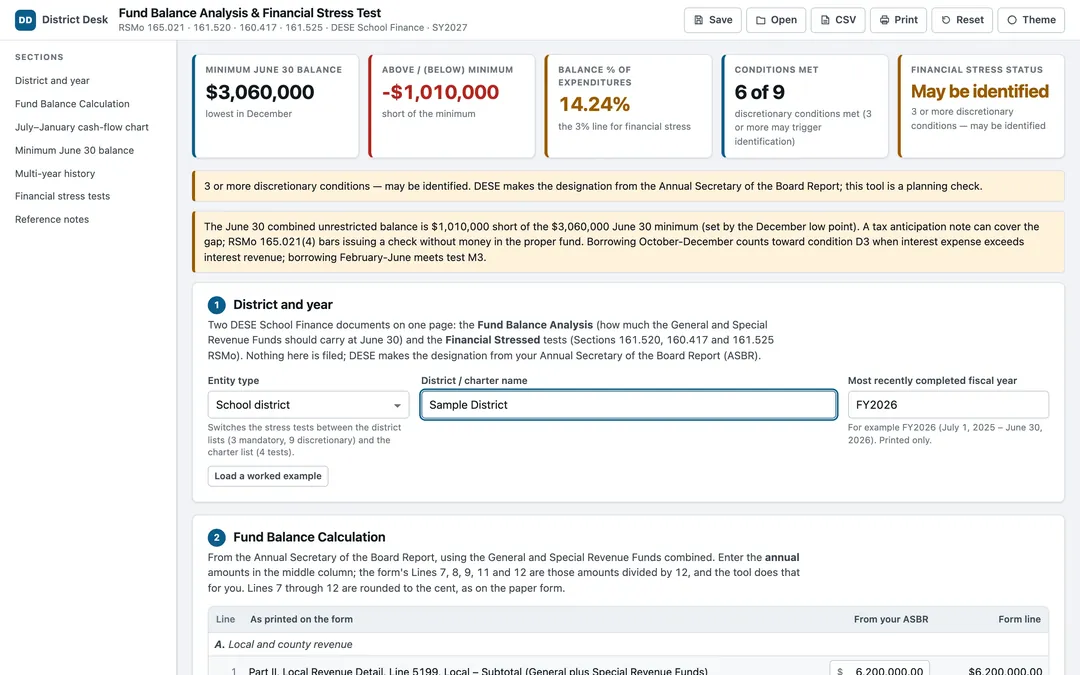 DD District Desk
Fund Balance Analysis & Financial Stress Test
RSMo 165.021 · 161.520 · 160.417 · 161.525 · DESE School Finance · SY2027
Save
Open
CSV
Print
Reset
Theme
SECTIONS
District and year
Fund Balance Calculation
July–January cash-flow chart
Minimum June 30 balance
Multi-year history
Financial stress tests
Reference notes
MINIMUM JUNE 30 BALANCE
$3,060,000
lowest in December
ABOVE / (BELOW) MINIMUM
-$1,010,000
short of the minimum
BALANCE % OF
EXPENDITURES
14.24%
the 3% line for financial stress
CONDITIONS MET
6 of 9
discretionary conditions met (3
or more may trigger
identification)
FINANCIAL STRESS STATUS
May be identified
3 or more discretionary
conditions — may be identified
3 or more discretionary conditions — may be identified. DESE makes the designation from the Annual Secretary of the Board Report; this tool is a planning check.
The June 30 combined unrestricted balance is $1,010,000 short of the $3,060,000 June 30 minimum (set by the December low point). A tax anticipation note can cover the
gap; RSMo 165.021(4) bars issuing a check without money in the proper fund. Borrowing October-December counts toward condition D3 when interest expense exceeds
interest revenue; borrowing February-June meets test M3.
1 District and year
Two DESE School Finance documents on one page: the Fund Balance Analysis (how much the General and Special
Revenue Funds should carry at June 30) and the Financial Stressed tests (Sections 161.520, 160.417 and 161.525
RSMo). Nothing here is filed; DESE makes the designation from your Annual Secretary of the Board Report (ASBR).
Entity type
School district
Switches the stress tests between the district
lists (3 mandatory, 9 discretionary) and the
charter list (4 tests).
District / charter name
Sample District
Most recently completed fiscal year
FY2026
For example FY2026 (July 1, 2025 – June 30,
2026). Printed only.
Load a worked example
2 Fund Balance Calculation
From the Annual Secretary of the Board Report, using the General and Special Revenue Funds combined. Enter the annual
amounts in the middle column; the form's Lines 7, 8, 9, 11 and 12 are those amounts divided by 12, and the tool does that
for you. Lines 7 through 12 are rounded to the cent, as on the paper form.
Line As printed on the form From your ASBR Form line
A. Local and county revenue
1 Part II, Local Revenue Detail, Line 5199, Local – Subtotal (General plus Special Revenue Funds) $ 6,200,000.00 $6,200,000.00